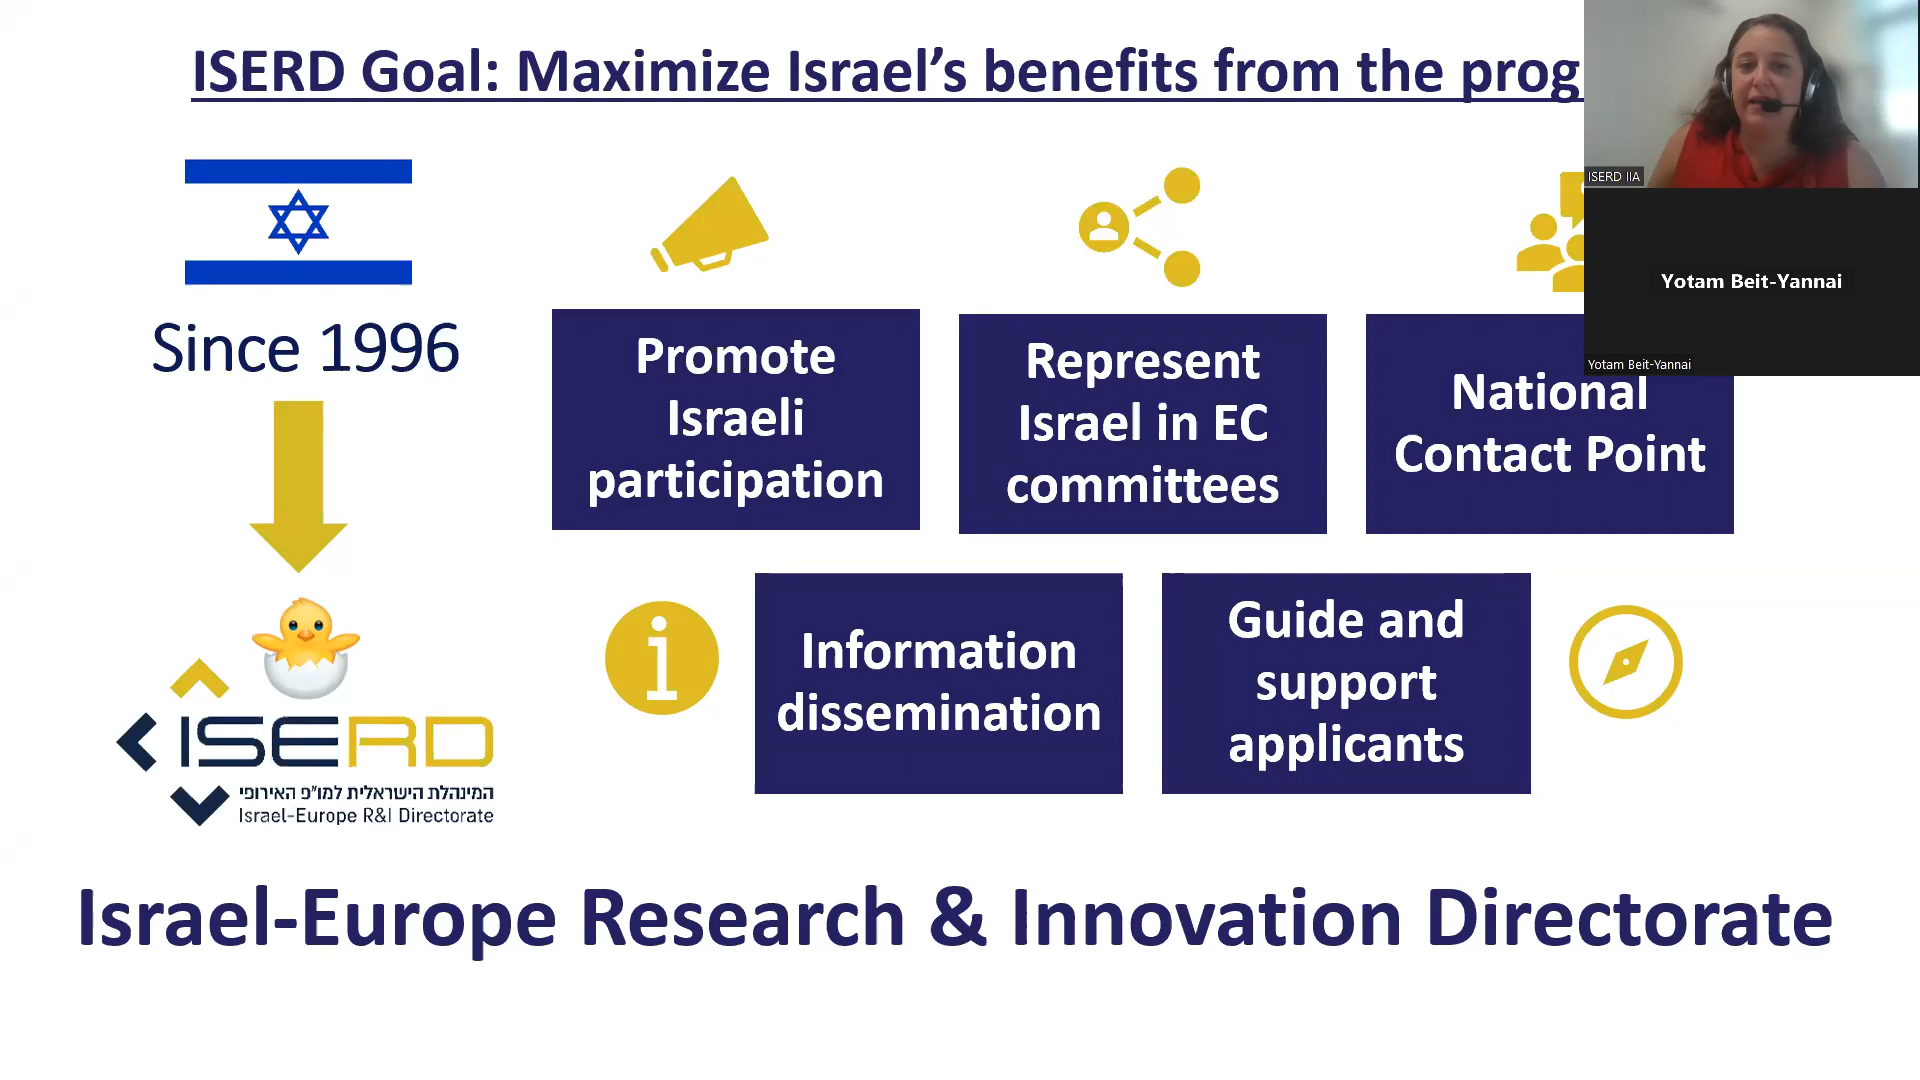 ISERD Goal: Maximize Israel's benefits from the prog
ISERD IIA
Yotam Beit-Yannai
Yotam Beit-Yannai
Since 1996
Promote
Israeli
participation
Represent
Israel in EC
committees
National
Contact Point
i
Information
dissemination
Guide and
support
applicants
ISERD
המינהלת הישראלית למו"פ האירופי
Israel-Europe R&I Directorate
Israel-Europe Research & Innovation Directorate